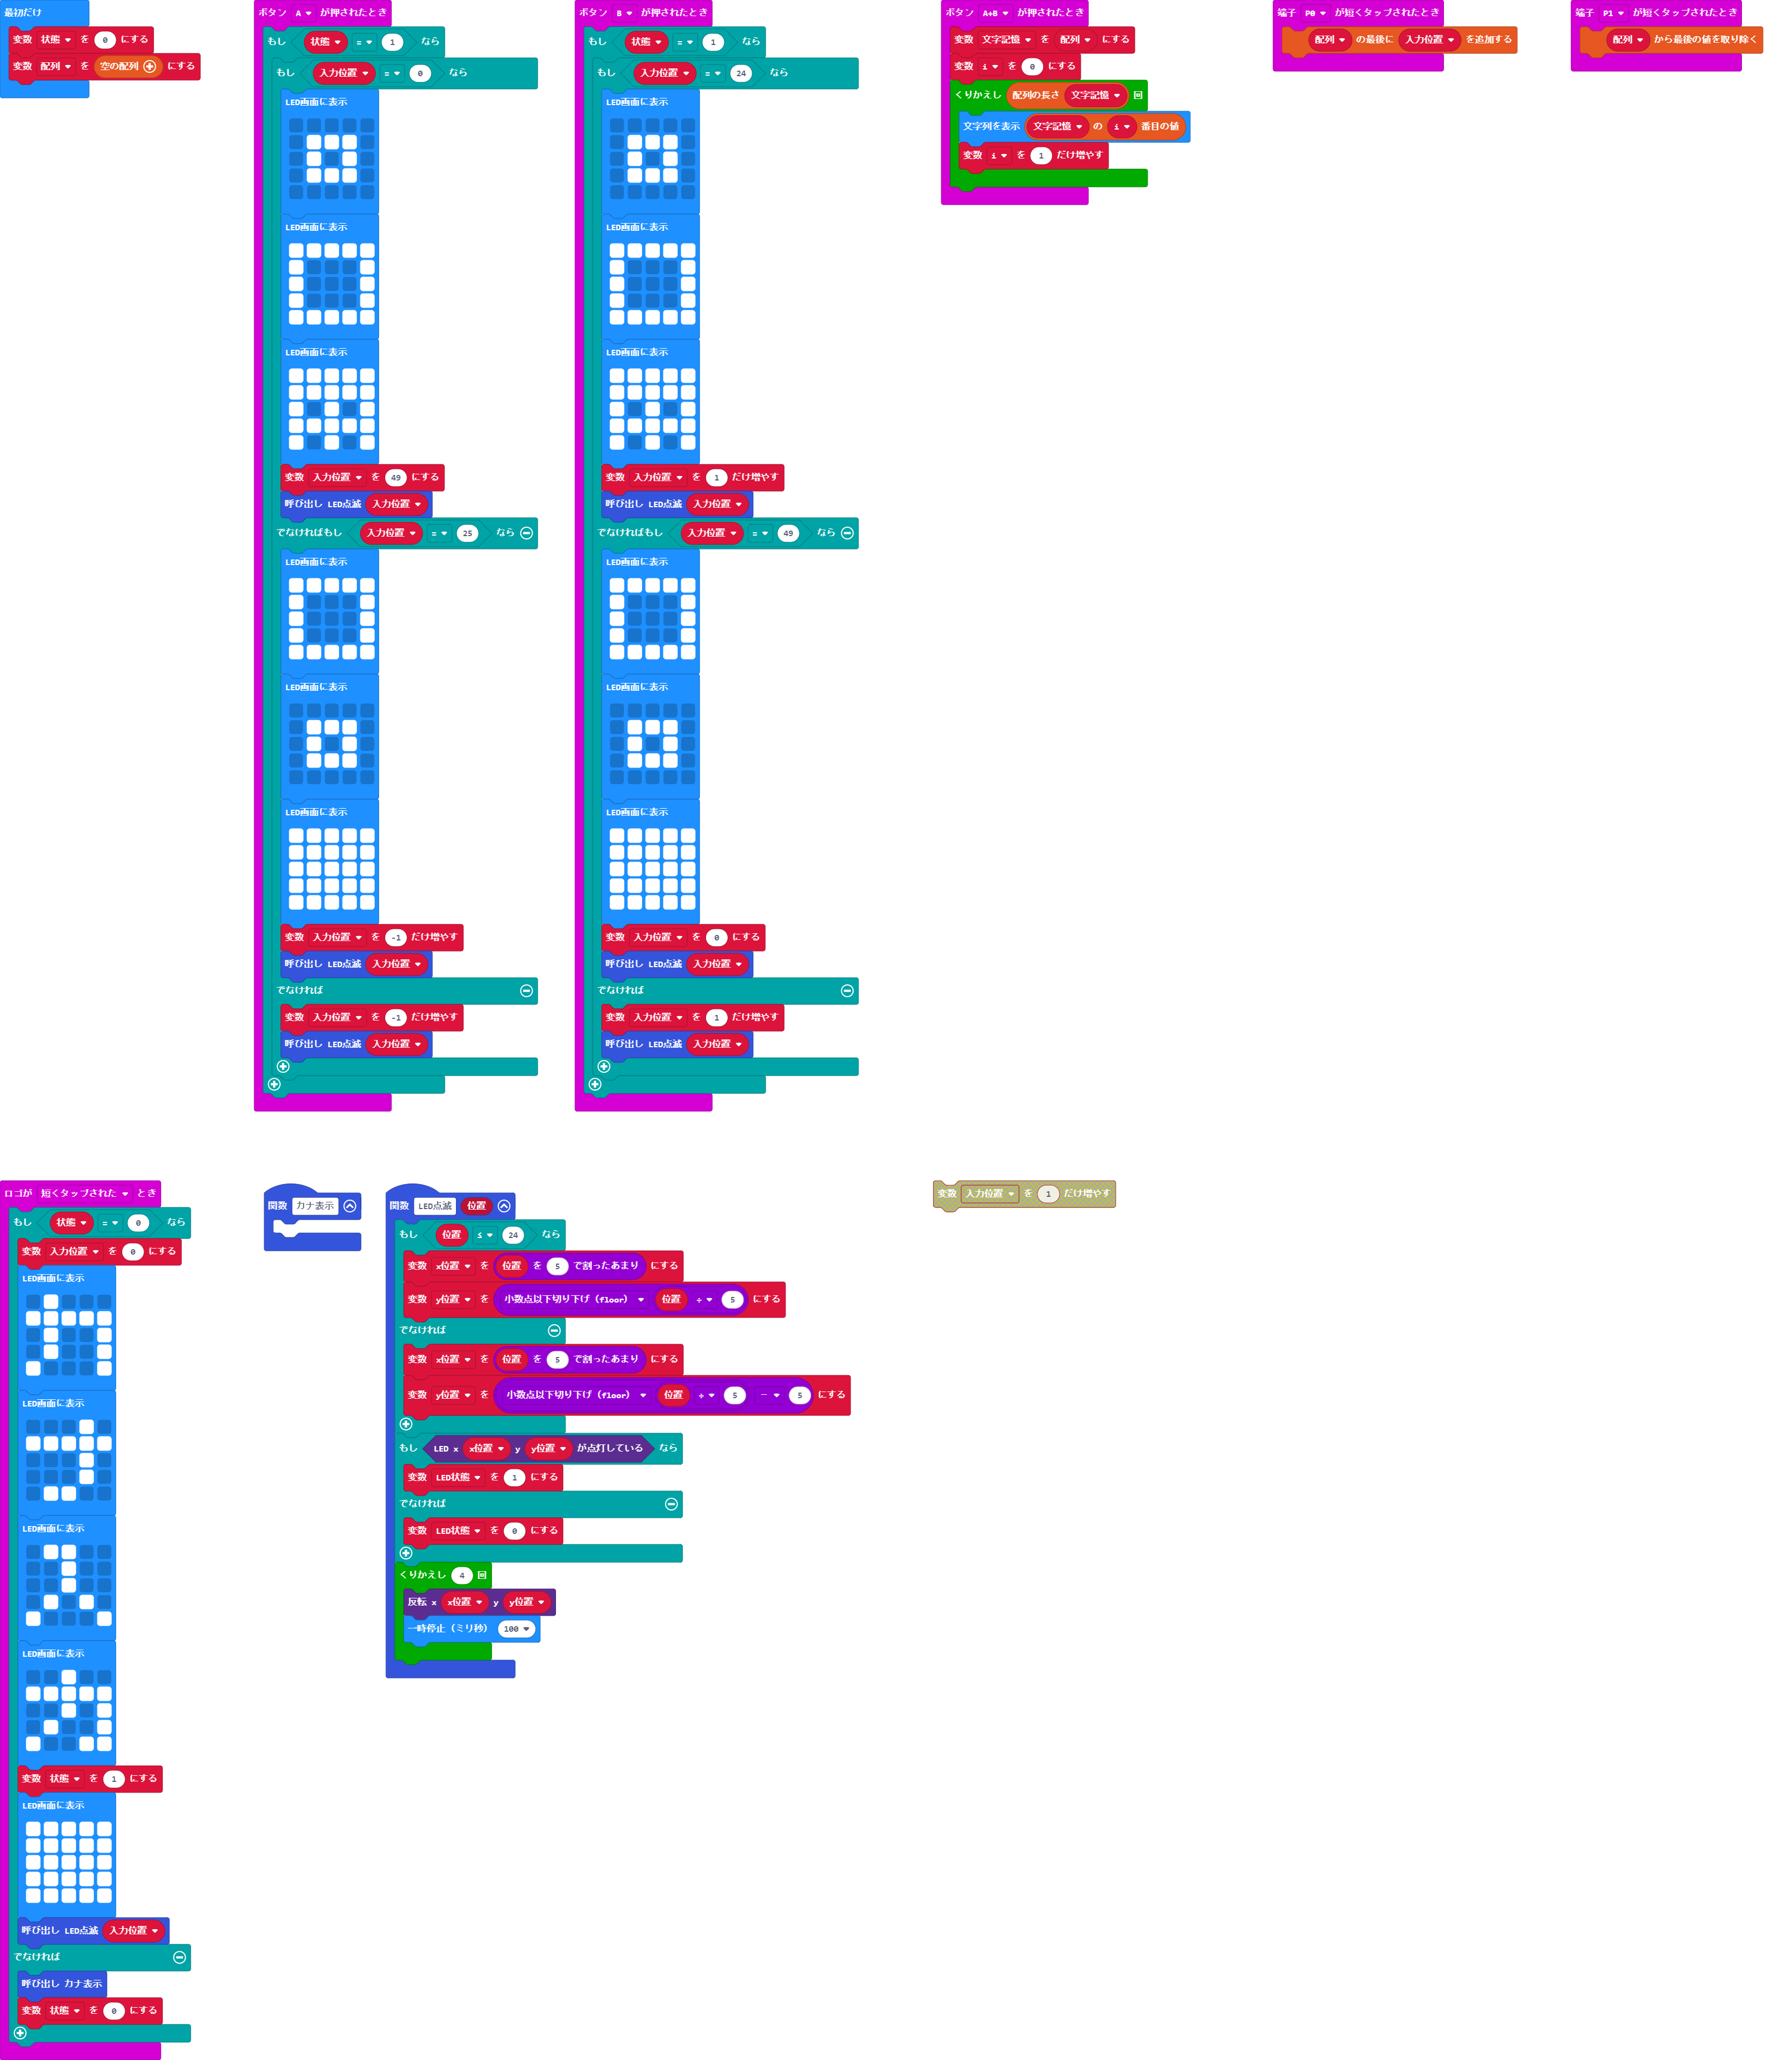 最初だけ
変数 状態 を 0 にする
変数 配列 を 空の配列 にする
ボタン A が押されたとき
もし 状態 = 1 なら
もし 入力位置 = 0 なら
LED画面に表示
LED画面に表示
LED画面に表示
変数 入力位置 を 49 にする
呼び出し LED点滅 入力位置
でなければもし 入力位置 = 25 なら
LED画面に表示
LED画面に表示
LED画面に表示
変数 入力位置 を -1 だけ増やす
呼び出し LED点滅 入力位置
でなければ
変数 入力位置 を -1 だけ増やす
呼び出し LED点滅 入力位置
ボタン B が押されたとき
もし 状態 = 1 なら
もし 入力位置 = 24 なら
LED画面に表示
LED画面に表示
LED画面に表示
変数 入力位置 を 1 だけ増やす
呼び出し LED点滅 入力位置
でなければもし 入力位置 = 49 なら
LED画面に表示
LED画面に表示
LED画面に表示
変数 入力位置 を 0 にする
呼び出し LED点滅 入力位置
でなければ
変数 入力位置 を 1 だけ増やす
呼び出し LED点滅 入力位置
ボタン A+B が押されたとき
変数 文字記憶 を 配列 にする
変数 i を 0 にする
くりかえし 配列の長さ 文字記憶 回
文字列を表示 文字記憶 の i 番目の値
変数 i を 1 だけ増やす
端子 P0 が短くタップされたとき
配列 の最後に 入力位置 を追加する
端子 P1 が短くタップされたとき
配列 から最後の値を取り除く
ロゴが 短くタップされた とき
もし 状態 = 0 なら
変数 入力位置 を 0 にする
LED画面に表示
LED画面に表示
LED画面に表示
LED画面に表示
変数 状態 を 1 にする
LED画面に表示
呼び出し LED点滅 入力位置
でなければ
呼び出し カナ表示
変数 状態 を 0 にする
関数 カナ表示
関数 LED点滅 位置
もし 位置 ≤ 24 なら
変数 x位置 を 位置 を 5 で割ったあまり にする
変数 y位置 を 小数点以下切り下げ（floor） 位置 ÷ 5 にする
でなければ
変数 x位置 を 位置 を 5 で割ったあまり にする
変数 y位置 を 小数点以下切り下げ（floor） 位置 ÷ 5 - 5 にする
もし LED x x位置 y y位置 が点灯している なら
変数 LED状態 を 1 にする
でなければ
変数 LED状態 を 0 にする
くりかえし 4 回
反転 x x位置 y y位置
一時停止（ミリ秒） 100
変数 入力位置 を 1 だけ増やす